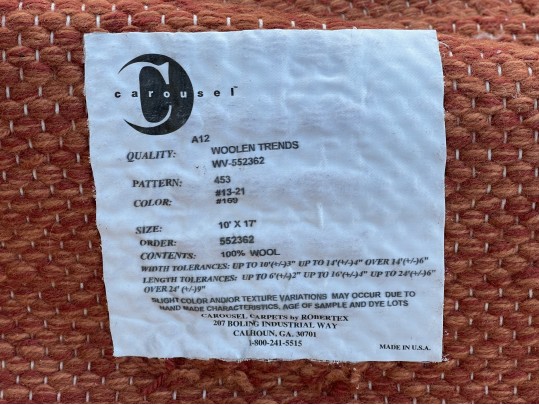 carousel™
A12
QUALITY: WOOLEN TRENDS
WV-552362
PATTERN: 453
#13-21
COLOR: #169
SIZE: 10' X 17'
ORDER: 552362
CONTENTS: 100% WOOL
WIDTH TOLERANCES: UP TO 10'(+/-)3" UP TO 14'(+/-)4" OVER 14'(+/-)6"
LENGTH TOLERANCES: UP TO 6'(+/-)2" UP TO 16'(+/-)4" UP TO 24'(+/-)6"
OVER 24' (+/-)9"
SLIGHT COLOR AND/OR TEXTURE VARIATIONS MAY OCCUR DUE TO
HAND MADE CHARACTERISTICS, AGE OF SAMPLE AND DYE LOTS
CAROUSEL CARPETS by ROBERTEX
207 BOLING INDUSTRIAL WAY
CALHOUN, GA. 30701
1-800-241-5515
MADE IN U.S.A.